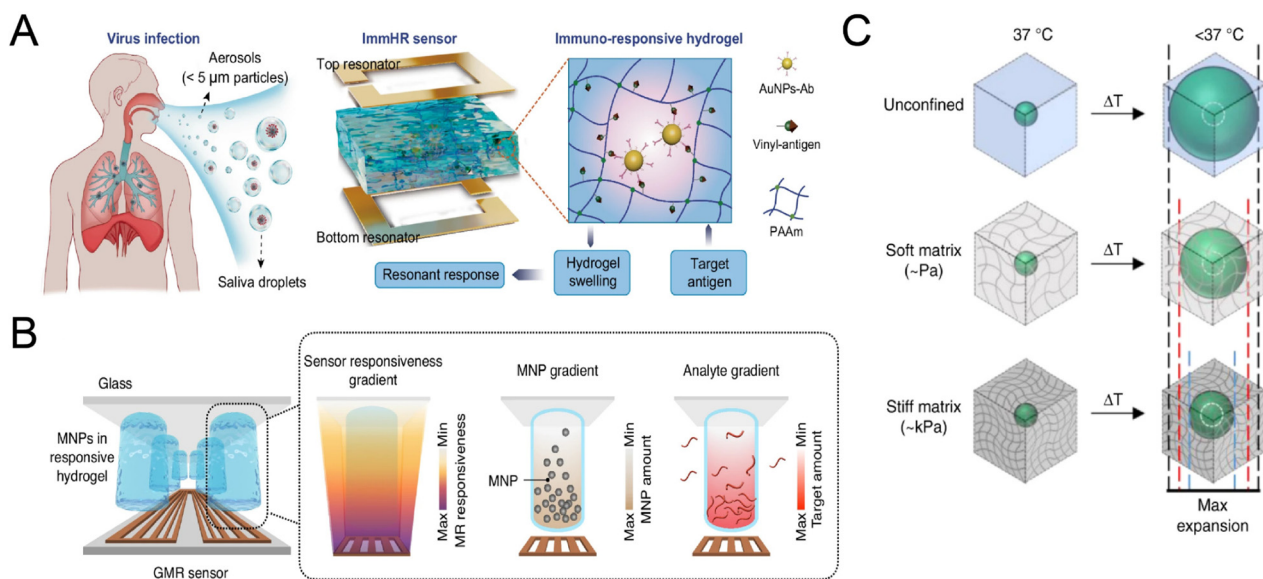 A
Virus infection
Aerosols
(< 5 µm particles)
Saliva droplets
ImmHR sensor
Top resonator
Bottom resonator
Immuno-responsive hydrogel
AuNPs-Ab
Vinyl-antigen
PAAm
Resonant response
Hydrogel
swelling
Target
antigen
B
Glass
MNPs in
responsive
hydrogel
GMR sensor
Sensor responsiveness
gradient
Max Min
MR responsiveness
MNP gradient
MNP
Max Min
MNP amount
Analyte gradient
Max Min
Target amount
C
37 °C
<37 °C
Unconfined
ΔT
Soft matrix
(~Pa)
ΔT
Stiff matrix
(~kPa)
ΔT
Max
expansion